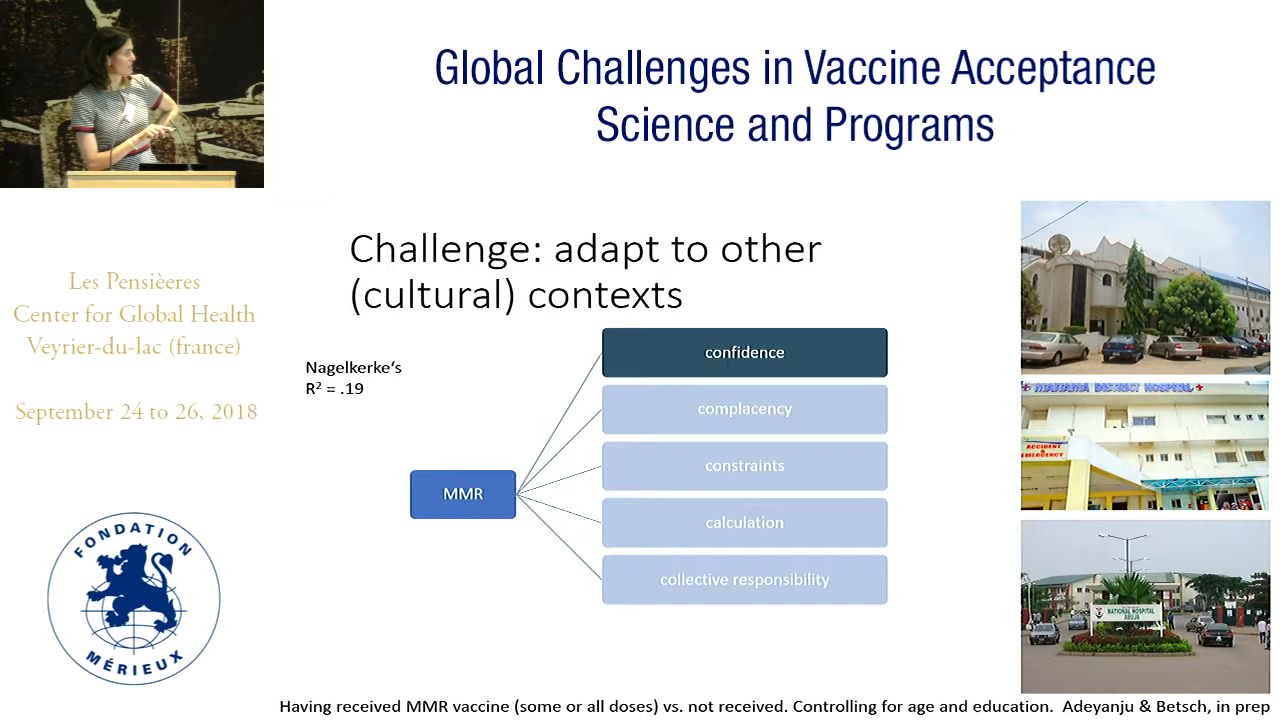 Global Challenges in Vaccine Acceptance
Science and Programs
Les Pensièeres
Center for Global Health
Veyrier-du-lac (france)
September 24 to 26, 2018
FONDATION
MÉRIEUX
Challenge: adapt to other
(cultural) contexts
Nagelkerke‘s
R² = .19
MMR
confidence
complacency
constraints
calculation
collective responsibility
MAITAMA DISTRICT HOSPITAL
ACCIDENT
&
EMERGENCY
NATIONAL HOSPITAL
ABUJA
Having received MMR vaccine (some or all doses) vs. not received. Controlling for age and education.  Adeyanju & Betsch, in prep